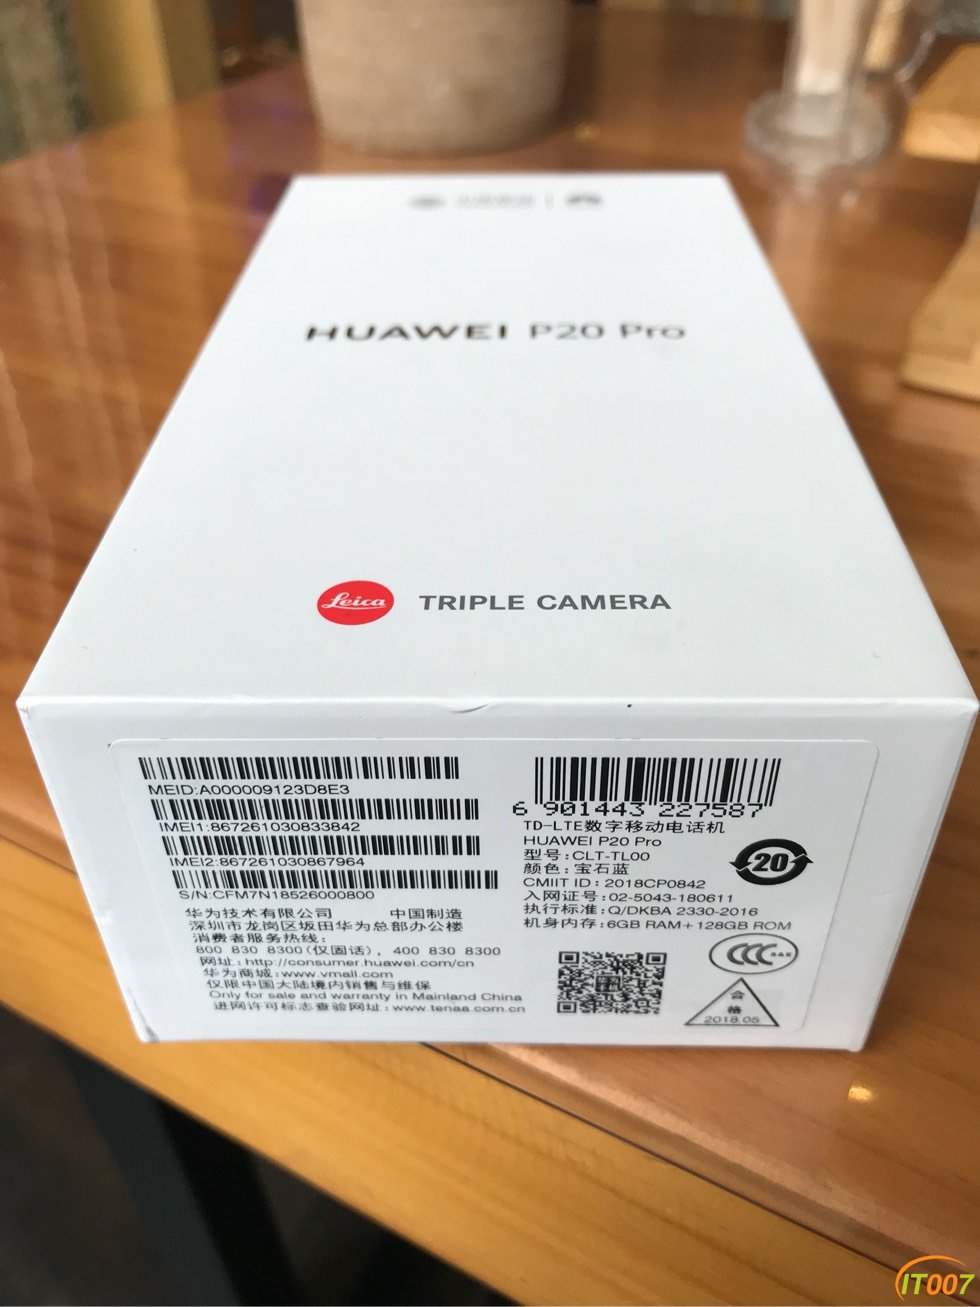 HUAWEI P20 Pro
Leica TRIPLE CAMERA
MEID:A000009123D8E3
IMEI1:867261030833842
IMEI2:867261030867964
S/N:CFM7N18526000800
华为技术有限公司 中国制造
深圳市龙岗区坂田华为总部办公楼
消费者服务热线：
800 830 8300(仅固话), 400 830 8300
网址: http://consumer.huawei.com/cn
华为商城:www.vmall.com
仅限中国大陆境内销售与维保
Only for sale and warranty in Mainland China
进网许可标志查验网址: www.tenaa.com.cn
6 901443 227587
TD-LTE数字移动电话机
HUAWEI P20 Pro
型号:CLT-TL00
颜色:宝石蓝
CMIIT ID: 2018CP0842
入网证号: 02-5043-180611
执行标准: Q/DKBA 2330-2016
机身内存: 6GB RAM+128GB ROM
20
CCC S&E
合格
2018.05
IT007